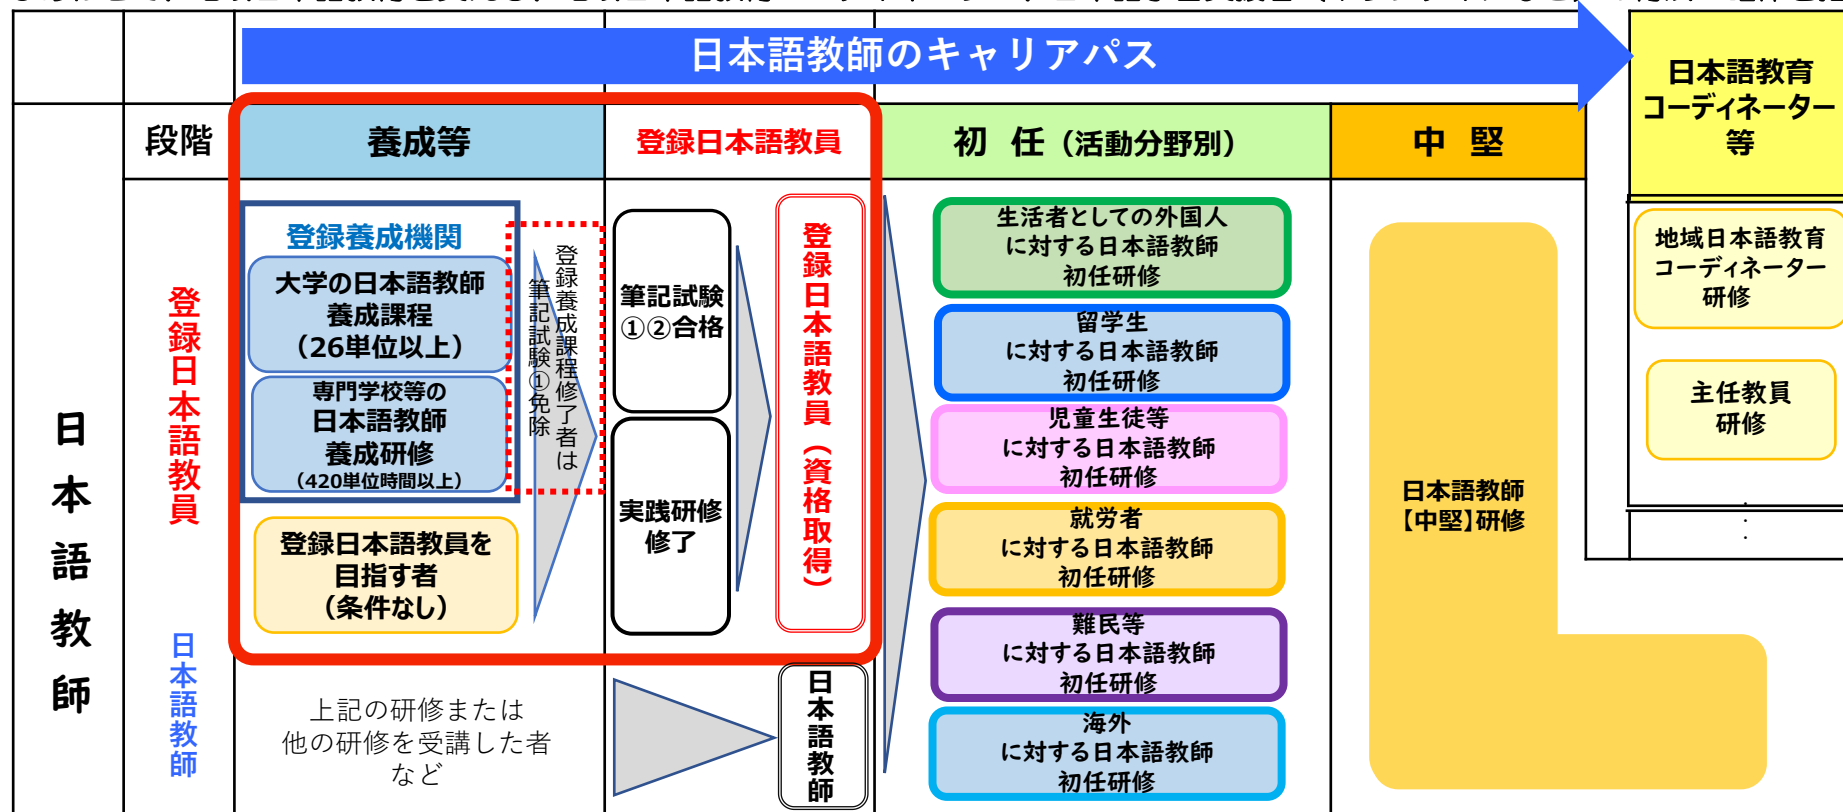 日本語教師のキャリアパス
日本語教育
コーディネーター
等
段階
養成等
登録日本語教員
初 任（活動分野別）
中 堅
日本語教師
登録日本語教員
日本語教師
登録養成機関
大学の日本語教師
養成課程
（26単位以上）
専門学校等の
日本語教師
養成研修
（420単位時間以上）
登録養成課程修了者は
筆記試験①免除
登録日本語教員を
目指す者
（条件なし）
上記の研修または
他の研修を受講した者
など
筆記試験
①②合格
実践研修
修了
登録日本語教員（資格取得）
日本語教師
生活者としての外国人
に対する日本語教師
初任研修
留学生
に対する日本語教師
初任研修
児童生徒等
に対する日本語教師
初任研修
就労者
に対する日本語教師
初任研修
難民等
に対する日本語教師
初任研修
海外
に対する日本語教師
初任研修
日本語教師
【中堅】研修
地域日本語教育
コーディネーター
研修
主任教員
研修